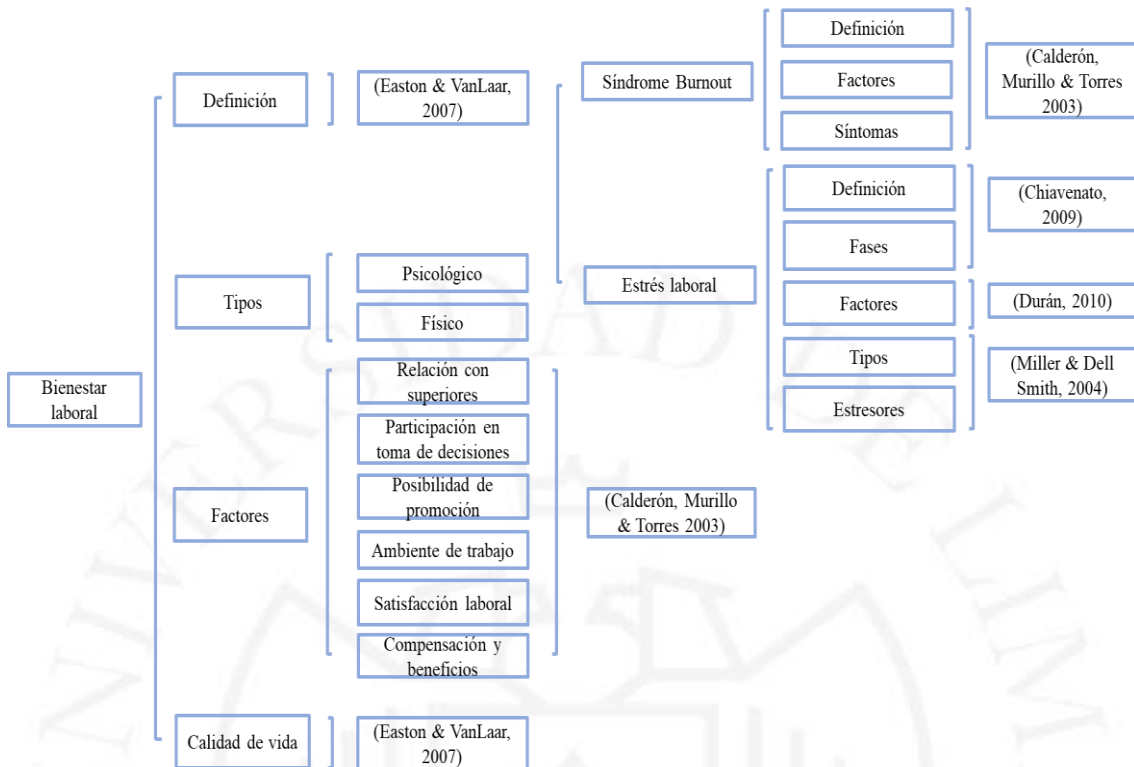 Bienestar
laboral
Definición
(Easton & VanLaar,
2007)
Tipos
Psicológico
Físico
Factores
Relación con
superiores
Participación en
toma de decisiones
Posibilidad de
promoción
Ambiente de trabajo
Satisfacción laboral
Compensación y
beneficios
(Calderón, Murillo
& Torres 2003)
Calidad de vida
(Easton & VanLaar,
2007)
Síndrome Burnout
Definición
Factores
Síntomas
(Calderón,
Murillo & Torres
2003)
Estrés laboral
Definición
Fases
(Chiavenato,
2009)
Factores
(Durán, 2010)
Tipos
Estresores
(Miller & Dell
Smith, 2004)
UNIVERSIDAD DE LIM